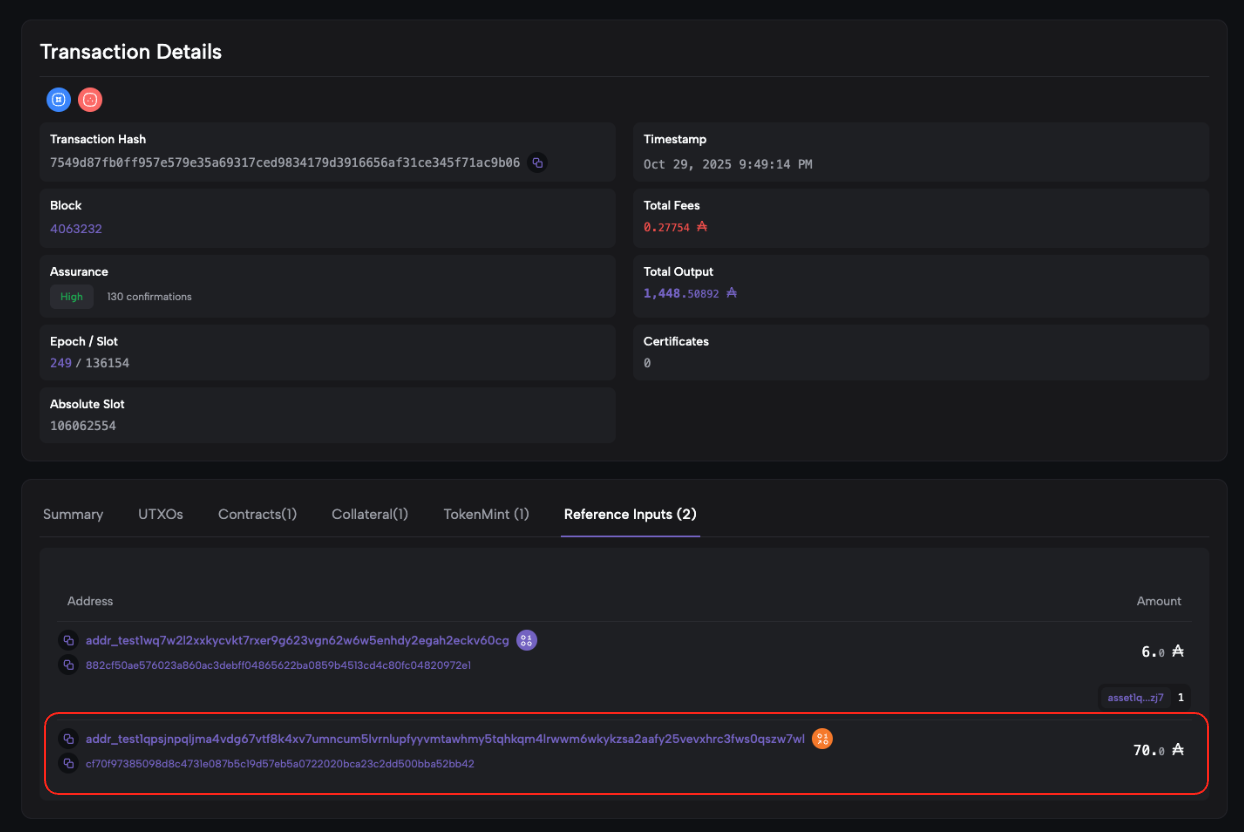 Transaction Details
Transaction Hash
7549d87fb0ff957e579e35a69317ced9834179d3916656af31ce345f71ac9b06
Timestamp
Oct 29, 2025 9:49:14 PM
Block
4063232
Total Fees
0.27754 ₳
Assurance
High 130 confirmations
Total Output
1,448.50892 ₳
Epoch / Slot
249 / 136154
Certificates
0
Absolute Slot
106062554
Summary UTXOs Contracts(1) Collateral(1) TokenMint (1) Reference Inputs (2)
Address Amount
addr_test1wq7w2l2xxkycvkt7rxer9g623vgn62w6w5enhdy2egah2eckv60cg
6.0 ₳
882cf50ae576023a860ac3debff04865622ba0859b4513cd4c80fc04820972e1
asset1q...zj7 1
addr_test1qpsjnpqljma4vdg67vtf8k4xv7umncum5lvrnlupfyyvmtawhmy5tqhkqm4lrwwm6wkykzsa2aafy25vevxhrc3fws0qszw7wl
70.0 ₳
cf70f97385098d8c4731e087b5c19d57eb5a0722020bca23c2dd500bba52bb42